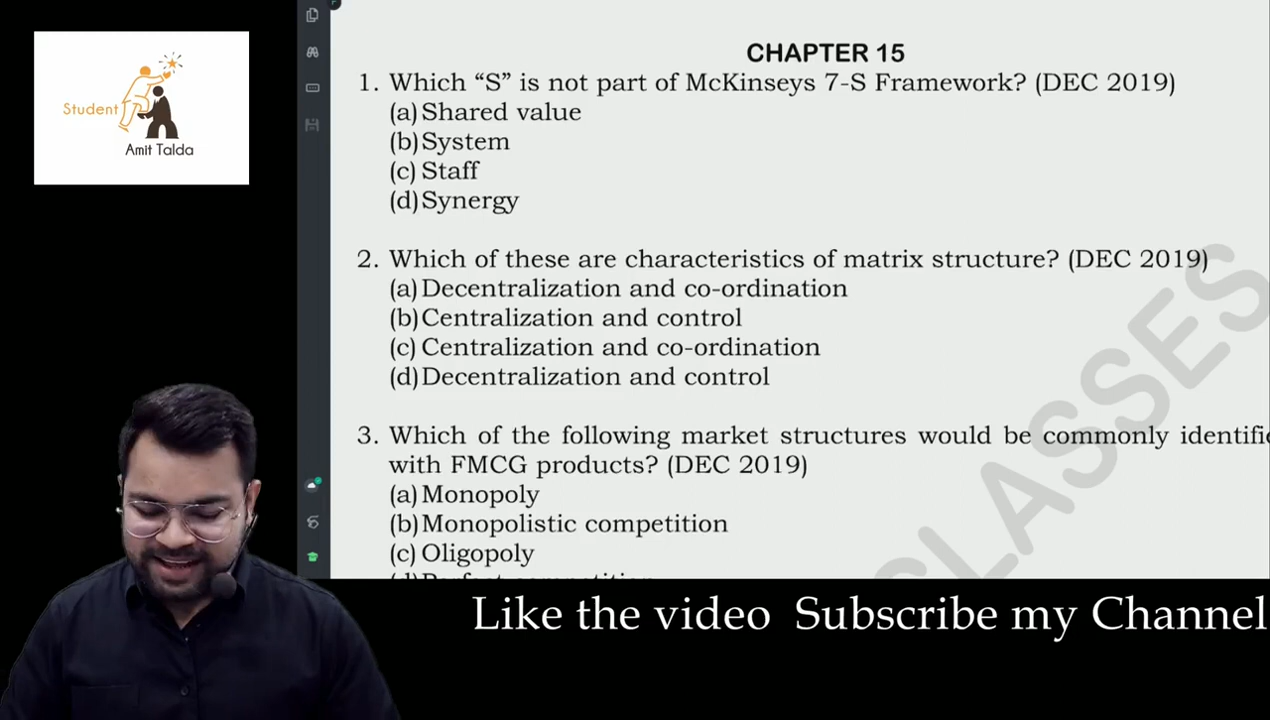 Student
Amit Talda
CHAPTER 15
1. Which “S” is not part of McKinseys 7-S Framework? (DEC 2019)
(a) Shared value
(b) System
(c) Staff
(d) Synergy
2. Which of these are characteristics of matrix structure? (DEC 2019)
(a) Decentralization and co-ordination
(b) Centralization and control
(c) Centralization and co-ordination
(d) Decentralization and control
3. Which of the following market structures would be commonly
with FMCG products? (DEC 2019)
(a) Monopoly
(b) Monopolistic competition
(c) Oligopoly
CLASSES
Like the video Subscribe my Channel